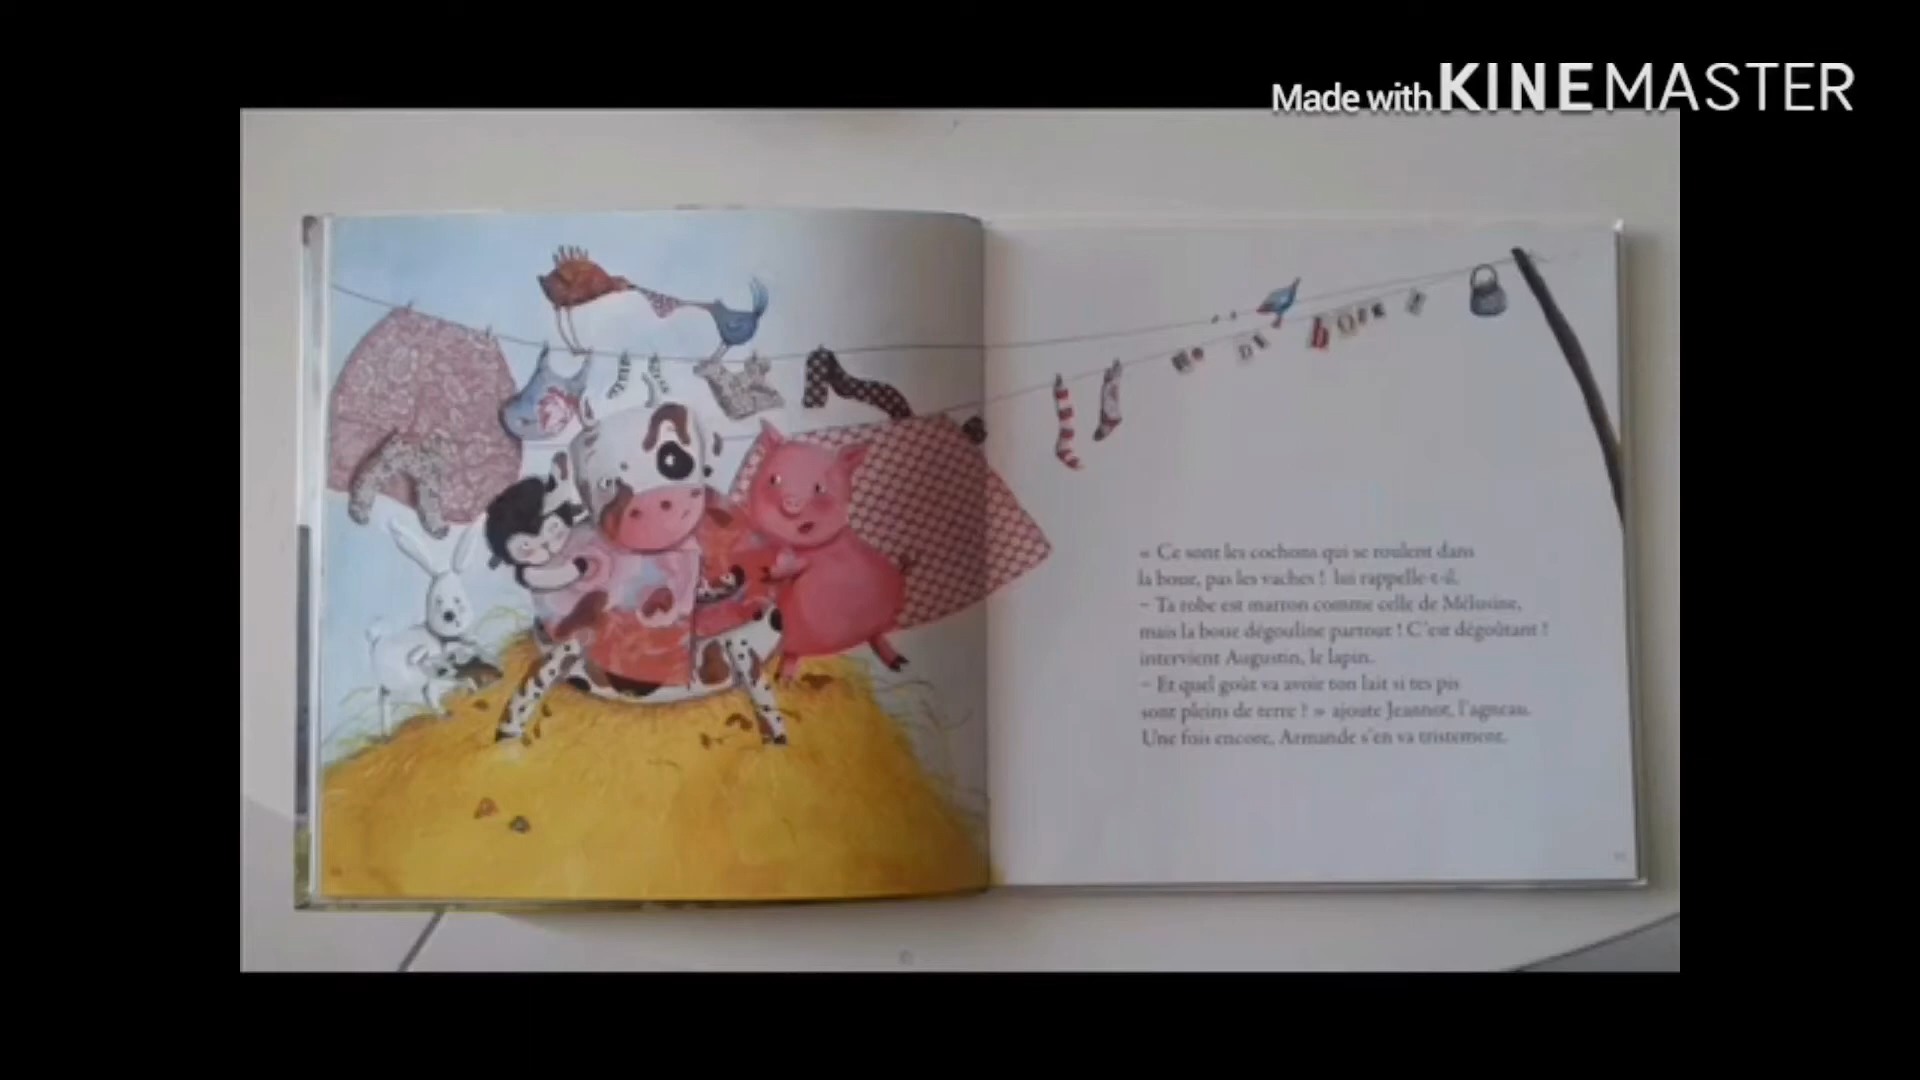 Made with KINEMASTER
« Ce sont les cochons qui se roulent dans
la boue, pas les vaches ! lui rappelle-t-il.
– Ta robe est marron comme celle de Mélusine,
mais la boue dégouline partout ! C'est dégoûtant !
intervient Augustin, le lapin.
– Et quel goût va avoir ton lait si tes pis
sont pleins de terre ? » ajoute Jeannot, l'agneau.
Une fois encore, Armande s'en va tristement.